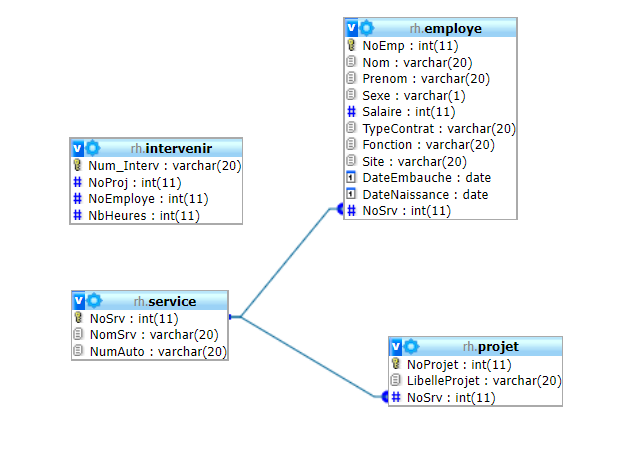 rh.employe
NoEmp : int(11)
Nom : varchar(20)
Prenom : varchar(20)
Sexe : varchar(1)
Salaire : int(11)
TypeContrat : varchar(20)
Fonction : varchar(20)
Site : varchar(20)
DateEmbauche : date
DateNaissance : date
NoSrv : int(11)
rh.intervenir
Num_Interv : varchar(20)
NoProj : int(11)
NoEmploye : int(11)
NbHeures : int(11)
rh.service
NoSrv : int(11)
NomSrv : varchar(20)
NumAuto : varchar(20)
rh.projet
NoProjet : int(11)
LibelleProjet : varchar(20)
NoSrv : int(11)